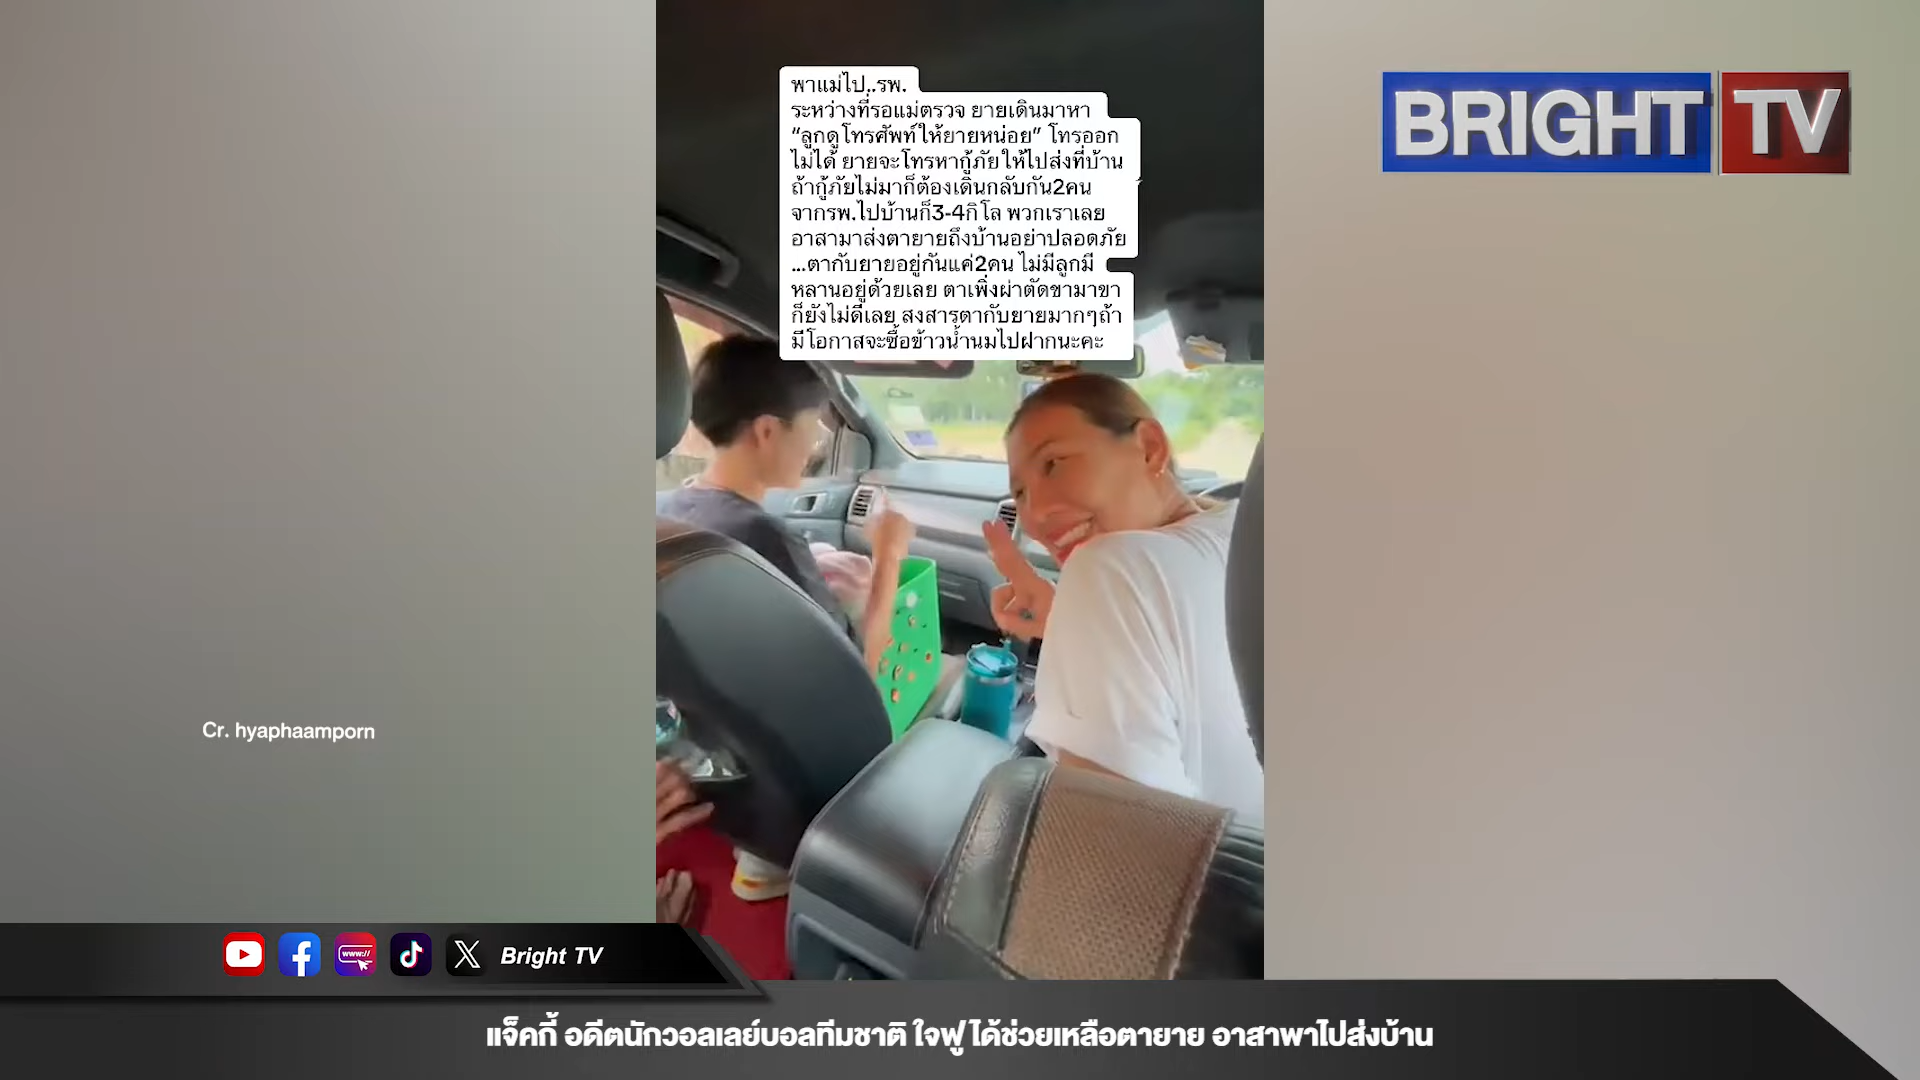 พาแม่ไป..รพ.
ระหว่างที่รอแม่ตรวจ ยายเดินมาหา
“ลูกดูโทรศัพท์ให้ยายหน่อย” โทรออก
ไม่ได้ ยายจะโทรหากู้ภัยให้ไปส่งที่บ้าน
ถ้ากู้ภัยไม่มาก็ต้องเดินกลับกัน2คน
จากรพ.ไปบ้านก็3-4กิโล พวกเราเลย
อาสามาส่งตายายถึงบ้านอย่าปลอดภัย
...ตากับยายอยู่กันแค่2คน ไม่มีลูกมี
หลานอยู่ด้วยเลย ตาเพิ่งผ่าตัดขามาขา
ก็ยังไม่ดีเลย สงสารตากับยายมากๆถ้า
มีโอกาสจะซื้อข้าวน้ำนมไปฝากนะคะ
BRIGHT TV
Cr. hyaphaamporn
www://
Bright TV
แจ็คกี้ อดีตนักวอลเลย์บอลทีมชาติ ใจฟู ได้ช่วยเหลือตายาย อาสาพาไปส่งบ้าน